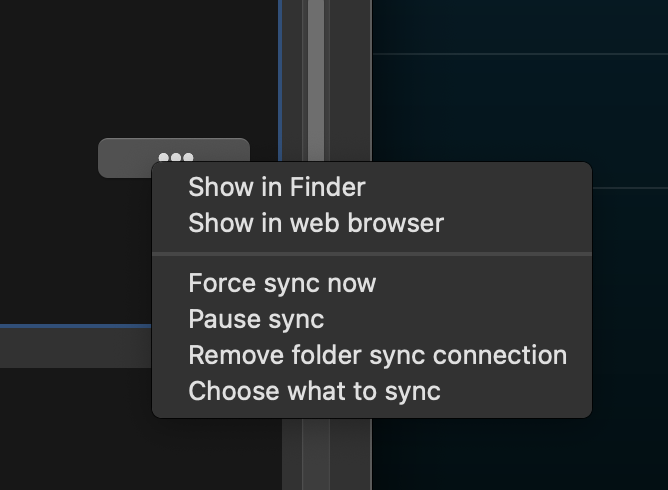 •••
Show in Finder
Show in web browser
Force sync now
Pause sync
Remove folder sync connection
Choose what to sync